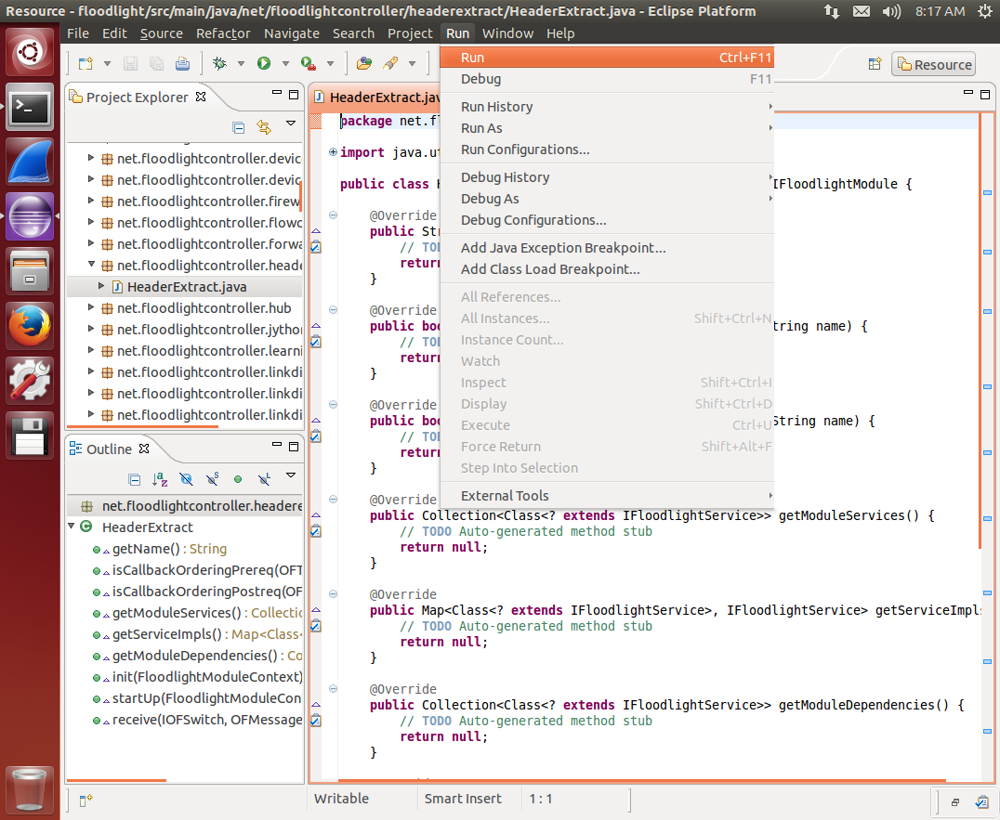 Resource - floodlight/src/main/java/net/floodlightcontroller/headerextract/HeaderExtract.java - Eclipse Platform
8:17 AM
File Edit Source Refactor Navigate Search Project Run Window Help
Resource
Project Explorer
net.floodlightcontroller.devic
net.floodlightcontroller.devic
net.floodlightcontroller.firew
net.floodlightcontroller.flowc
net.floodlightcontroller.forwa
net.floodlightcontroller.heade
HeaderExtract.java
net.floodlightcontroller.hub
net.floodlightcontroller.jython
net.floodlightcontroller.learni
net.floodlightcontroller.linkdi
net.floodlightcontroller.linkdi
Outline
net.floodlightcontroller.headere
HeaderExtract
getName() : String
isCallbackOrderingPrereq(OFT
isCallbackOrderingPostreq(OF
getModuleServices() : Collectio
getServiceImpls() : Map<Class<
getModuleDependencies() : Co
init(FloodlightModuleContext)
startUp(FloodlightModuleCon
receive(IOFSwitch, OFMessage
Run Ctrl+F11
Debug F11
Run History
Run As
Run Configurations...
Debug History
Debug As
Debug Configurations...
Add Java Exception Breakpoint...
Add Class Load Breakpoint...
All References...
All Instances... Shift+Ctrl+N
Instance Count...
Watch
Inspect Shift+Ctrl+I
Display Shift+Ctrl+D
Execute Ctrl+U
Force Return Shift+Alt+F
Step Into Selection
External Tools
HeaderExtract.jav
package net.fl
import java.ut
public class H IFloodlightModule {
@Override
public Str
// TOD
return
}
@Override
public boo tring name) {
// TOD
return
}
@Override
public boo String name) {
// TOD
return
}
@Override
public Collection<Class<? extends IFloodlightService>> getModuleServices() {
// TODO Auto-generated method stub
return null;
}
@Override
public Map<Class<? extends IFloodlightService>, IFloodlightService> getServiceImpls
// TODO Auto-generated method stub
return null;
}
@Override
public Collection<Class<? extends IFloodlightService>> getModuleDependencies() {
// TODO Auto-generated method stub
return null;
}
Writable Smart Insert 1 : 1